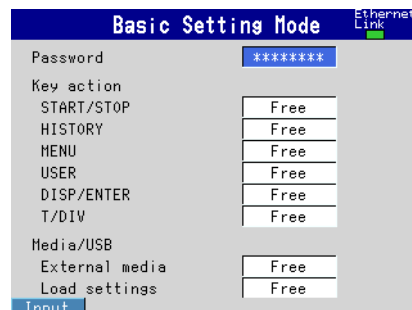 Basic Setting Mode
Ethernet
Link
Password ********
Key action
START/STOP Free
HISTORY Free
MENU Free
USER Free
DISP/ENTER Free
T/DIV Free
Media/USB
External media Free
Load settings Free
Input